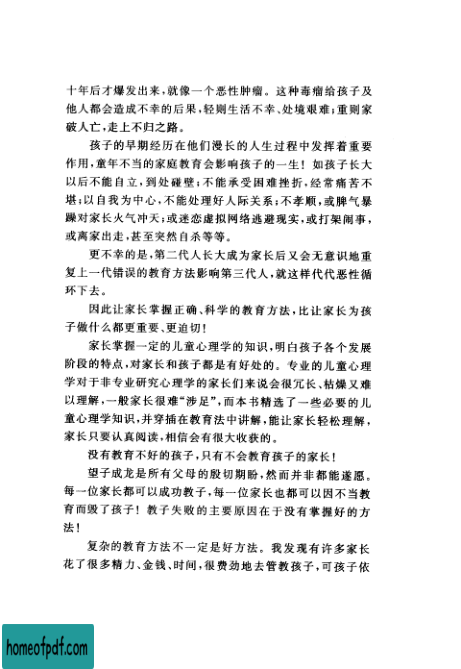 十年后才爆发出来,就像一个恶性肿瘤。这种毒瘤给孩子及
他人都会造成不幸的后果,轻则生活不幸、处境艰难;重则家
破人亡,走上不归之路。
孩子的早期经历在他们漫长的人生过程中发挥着重要
作用,童年不当的家庭教育会影响孩子的一生！如孩子长大
以后不能自立,到处碰壁;不能承受困难挫折,经常痛苦不
堪;以自我为中心,不能处理好人际关系;不孝顺,或脾气暴
躁对家长火气冲天;或迷恋虚拟网络逃避现实,或打架闹事,
或离家出走,甚至突然自杀等等。
更不幸的是,第二代人长大成为家长后又会无意识地重
复上一代错误的教育方法影响第三代人,就这样代代恶性循
环下去。
因此让家长掌握正确、科学的教育方法,比让家长为孩
子做什么都更重要、更迫切！
家长掌握一定的儿童心理学的知识,明白孩子各个发展
阶段的特点,对家长和孩子都是有好处的。专业的儿童心理
学对于非专业研究心理学的家长们来说会很冗长、枯燥又难
以理解,一般家长很难“涉足”,而本书精选了一些必要的儿
童心理学知识,并穿插在教育法中讲解,能让家长轻松理解,
家长只要认真阅读,相信会有很大收获的。
没有教育不好的孩子,只有不会教育孩子的家长！
望子成龙是所有父母的殷切期盼,然而并非都能遂愿。
每一位家长都可以成功教子,每一位家长也都可以因不当教
育而毁了孩子！教子失败的主要原因在于没有掌握好的方
法！
复杂的教育方法不一定是好方法。我发现有许多家长
花了很多精力、金钱、时间,很费劲地去管教孩子,可孩子依
homeofpdf.com